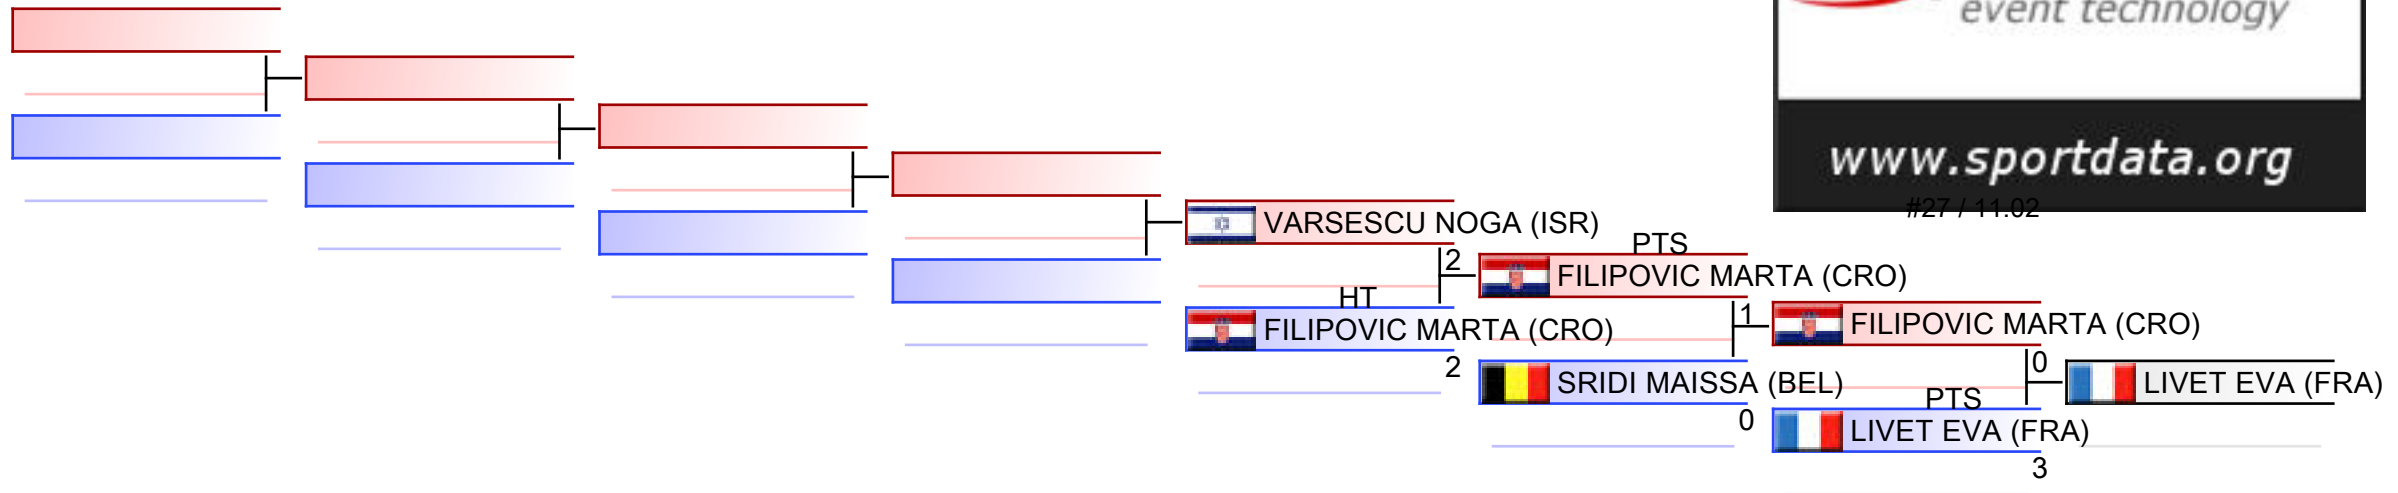 event technology
www.sportdata.org
#27 / 11.02
VARSESCU NOGA (ISR)
2
HT
FILIPOVIC MARTA (CRO)
2
PTS
FILIPOVIC MARTA (CRO)
1
SRIDI MAISSA (BEL)
0
FILIPOVIC MARTA (CRO)
0
PTS
LIVET EVA (FRA)
3
LIVET EVA (FRA)